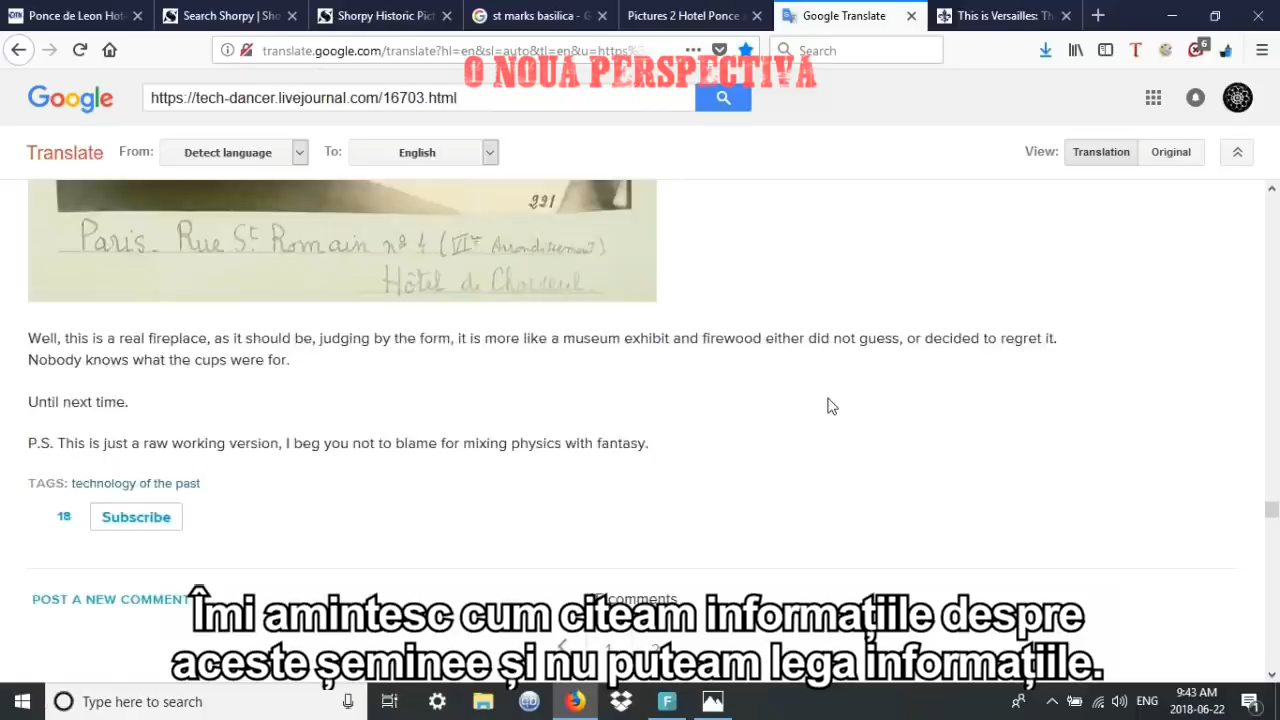 Ponce de Leon Hot
Search Shorpy
Shorpy Historic Pict
st marks basilica - G
Pictures 2 Hotel Ponce
Google Translate
This is Versailles: Th
translate.google.com/translate?hl=en&sl=auto&tl=en&u=https%
Search
6
O NOUA PERSPECTIVA
Google
https://tech-dancer.livejournal.com/16703.html
Translate
From:
Detect language
To:
English
View:
Translation
Original
291
Paris. Rue St Romain nº 4 (VIe Arrondissement)
Hôtel de Choiseul.
Well, this is a real fireplace, as it should be, judging by the form, it is more like a museum exhibit and firewood either did not guess, or decided to regret it.
Nobody knows what the cups were for.
Until next time.
P.S. This is just a raw working version, I beg you not to blame for mixing physics with fantasy.
TAGS: technology of the past
18
Subscribe
POST A NEW COMMENT
comments
1
2
Îmi amintesc cum citeam informațiile despre
aceste șeminee și nu puteam lega informațiile.
Type here to search
ENG
9:43 AM
2018-06-22
1